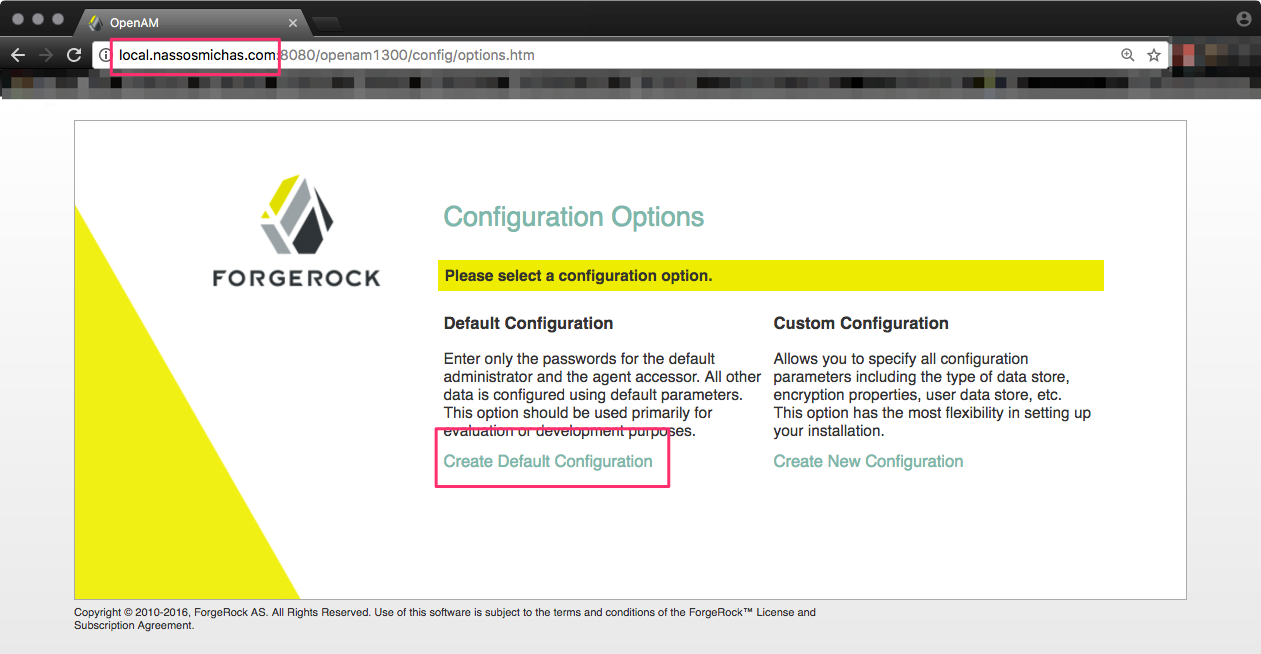 OpenAM
local.nassosmichas.com:8080/openam1300/config/options.htm
FORGEROCK
Configuration Options
Please select a configuration option.
Default Configuration
Enter only the passwords for the default
administrator and the agent accessor. All other
data is configured using default parameters.
This option should be used primarily for
evaluation or development purposes.
Create Default Configuration
Custom Configuration
Allows you to specify all configuration
parameters including the type of data store,
encryption properties, user data store, etc.
This option has the most flexibility in setting up
your installation.
Create New Configuration
Copyright © 2010-2016, ForgeRock AS. All Rights Reserved. Use of this software is subject to the terms and conditions of the ForgeRock™ License and
Subscription Agreement.